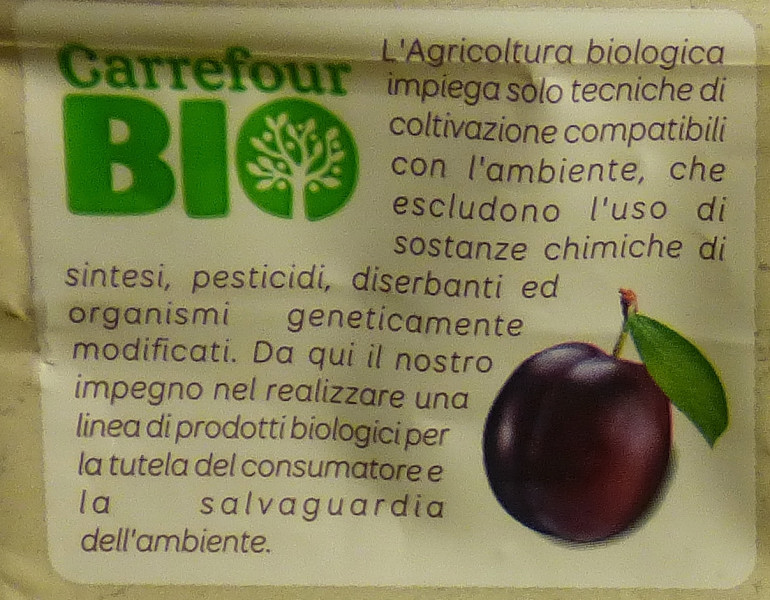 Carrefour
BIO
L'Agricoltura biologica
impiega solo tecniche di
coltivazione compatibili
con l'ambiente, che
escludono l'uso di
sostanze chimiche di
sintesi, pesticidi, diserbanti ed
organismi geneticamente
modificati. Da qui il nostro
impegno nel realizzare una
linea di prodotti biologici per
la tutela del consumatore e
la salvaguardia
dell'ambiente.